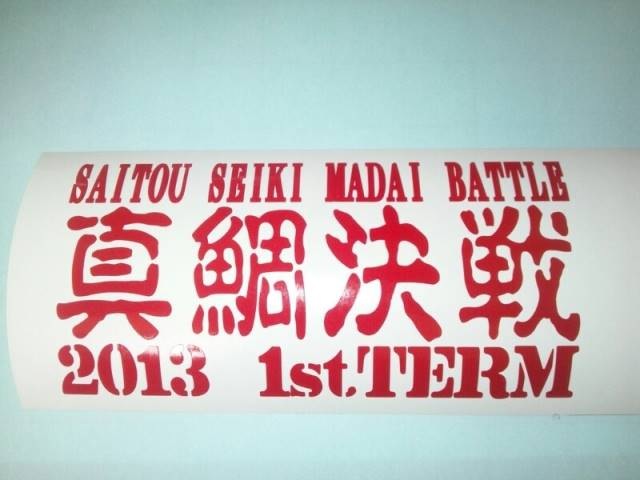 SAITOU SEIKI MADAI BATTLE
真鯛決戦
2013 1st.TERM